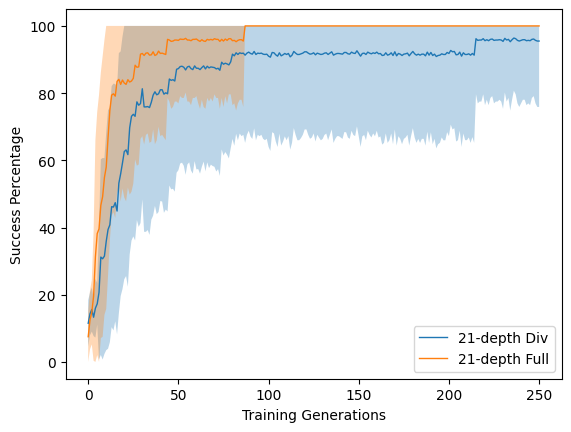 100
80
60
40
20
0
Success Percentage
21-depth Div
21-depth Full
0 50 100 150 200 250
Training Generations